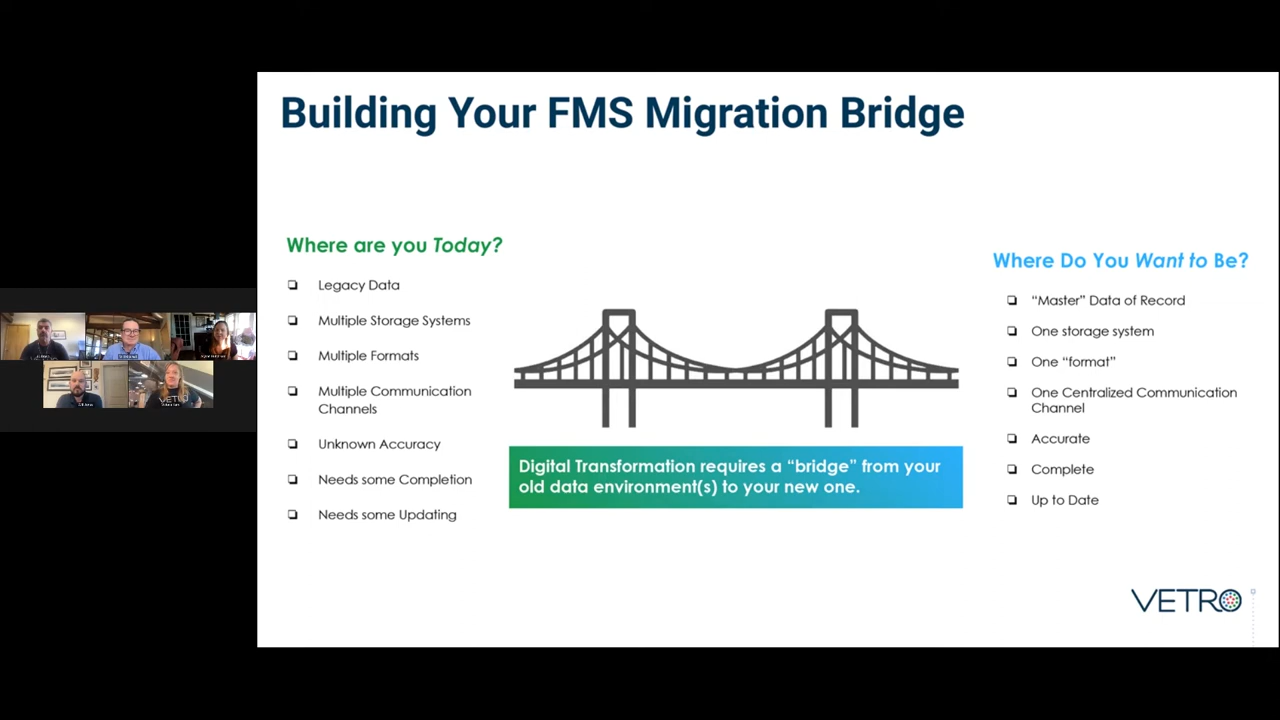 Building Your FMS Migration Bridge
Where are you Today?
Legacy Data
Multiple Storage Systems
Multiple Formats
Multiple Communication
Channels
Unknown Accuracy
Needs some Completion
Needs some Updating
Digital Transformation requires a “bridge” from your
old data environment(s) to your new one.
Where Do You Want to Be?
“Master” Data of Record
One storage system
One “format”
One Centralized Communication
Channel
Accurate
Complete
Up to Date
VETRO